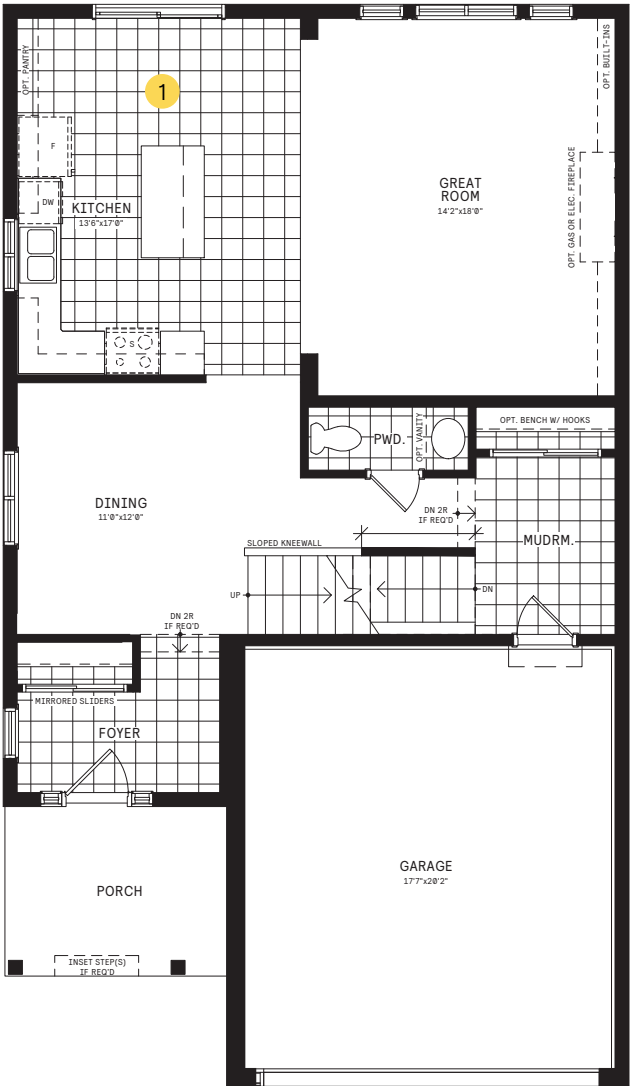 OPT. PANTRY
1
OPT. BUILT-INS
F
DW
KITCHEN
13'6"x17'0"
S
GREAT
ROOM
14'2"x18'0"
OPT. GAS OR ELEC. FIREPLACE
PWD.
OPT. VANITY
OPT. BENCH W/ HOOKS
DINING
11'0"x12'0"
DN 2R
IF REQ'D
MUDRM.
SLOPED KNEEWALL
UP
DN
DN 2R
IF REQ'D
MIRRORED SLIDERS
FOYER
GARAGE
17'7"x20'2"
PORCH
INSET STEP(S)
IF REQ'D